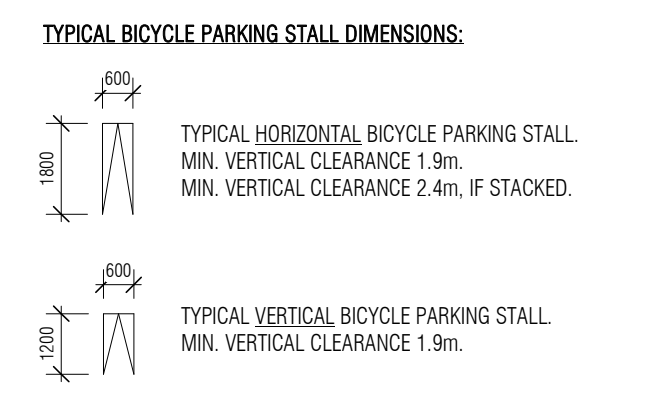 TYPICAL BICYCLE PARKING STALL DIMENSIONS:
600
1800
TYPICAL HORIZONTAL BICYCLE PARKING STALL.
MIN. VERTICAL CLEARANCE 1.9m.
MIN. VERTICAL CLEARANCE 2.4m, IF STACKED.
600
1200
TYPICAL VERTICAL BICYCLE PARKING STALL.
MIN. VERTICAL CLEARANCE 1.9m.